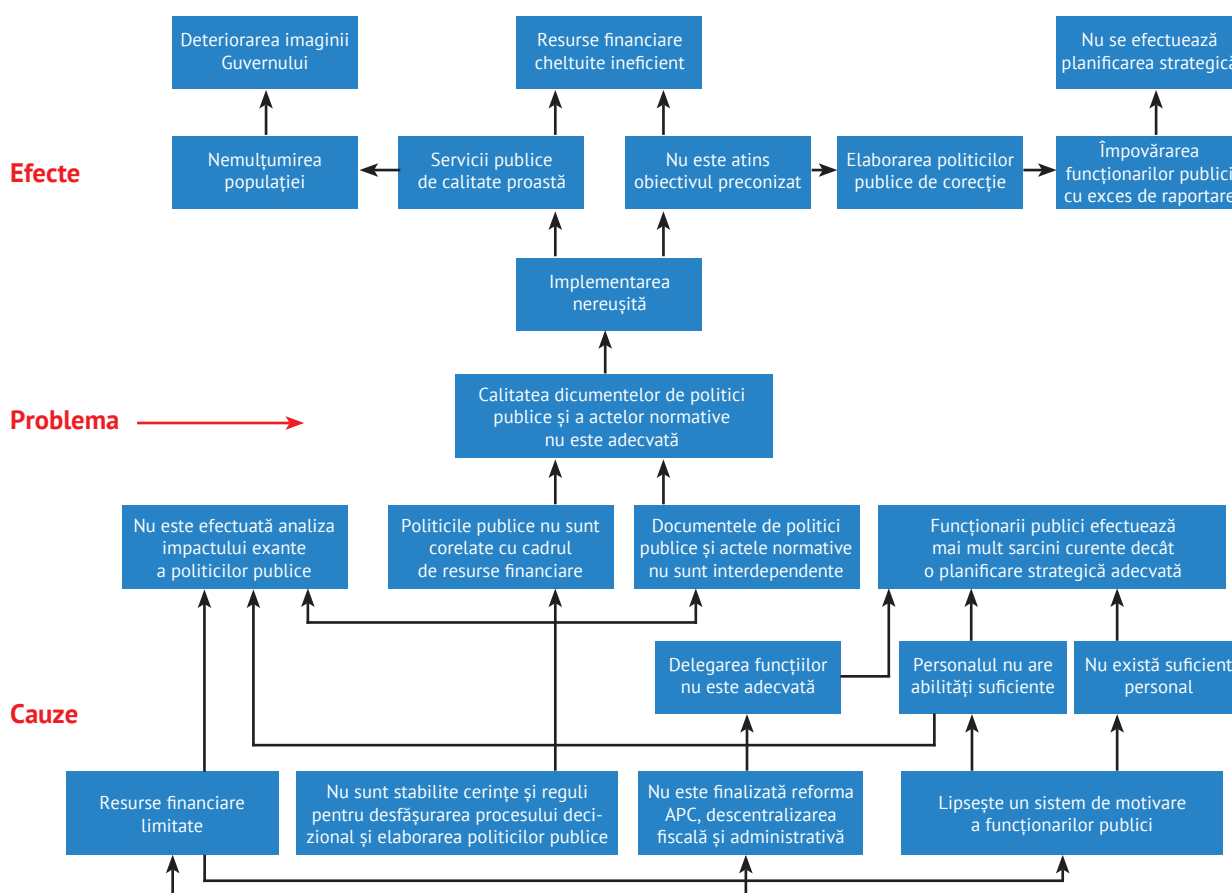 Deteriorarea imaginii
Guvernului
Resurse financiare
cheltuite ineficient
Nu se efectuează
planificarea strategică
Efecte
Nemulțumirea
populației
Servicii publice
de calitate proastă
Nu este atins
obiectivul preconizat
Elaborarea politicilor
publice de corecție
Împovărarea
funcționarilor publici
cu exces de raportare
Implementarea
nereușită
Problema
Calitatea dicumentelor de politici
publice și a actelor normative
nu este adecvată
Nu este efectuată analiza
impactului exante
a politicilor publice
Politicile publice nu sunt
corelate cu cadrul
de resurse financiare
Documentele de politici
publice și actele normative
nu sunt interdependente
Funcționarii publici efectuează
mai mult sarcini curente decât
o planificare strategică adecvată
Cauze
Delegarea funcțiilor
nu este adecvată
Personalul nu are
abilități suficiente
Nu există suficient
personal
Resurse financiare
limitate
Nu sunt stabilite cerințe și reguli
pentru desfășurarea procesului deci-
zional și elaborarea politicilor publice
Nu este finalizată reforma
APC, descentralizarea
fiscală și administrativă
Lipsește un sistem de motivare
a funcționarilor publici